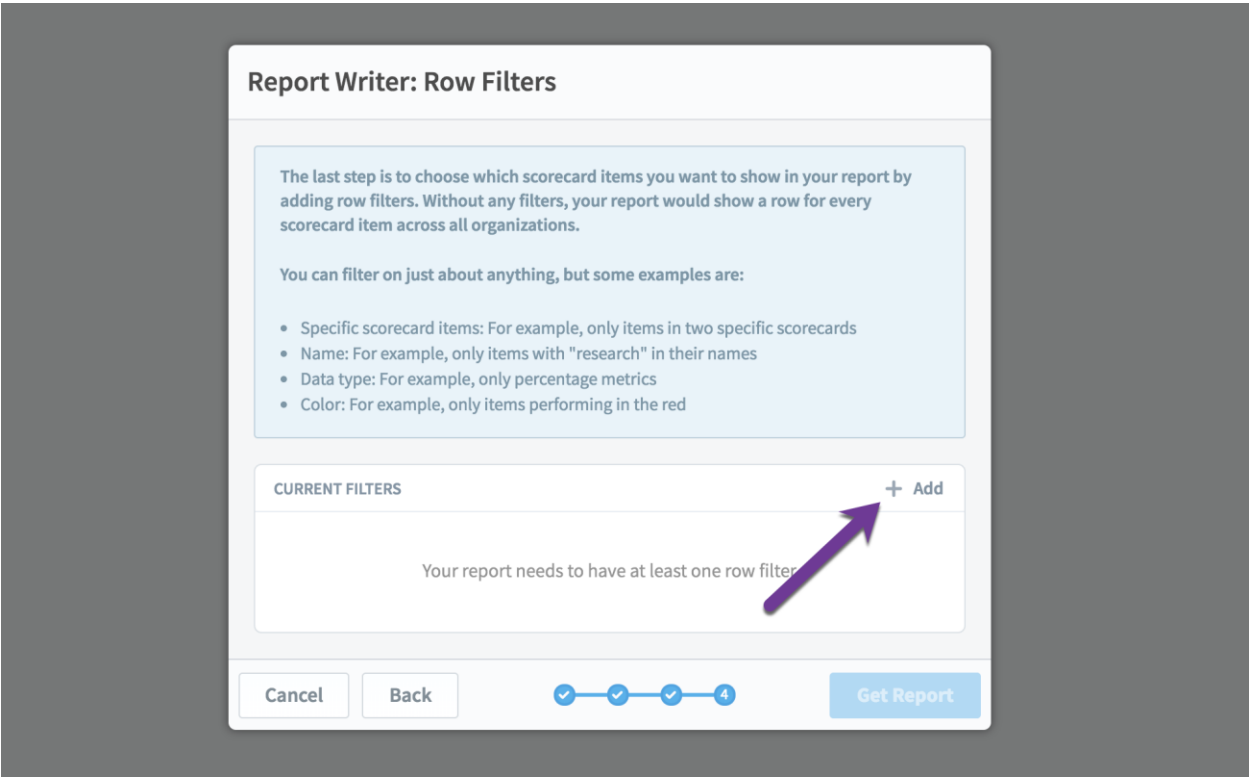 Report Writer: Row Filters
The last step is to choose which scorecard items you want to show in your report by
adding row filters. Without any filters, your report would show a row for every
scorecard item across all organizations.
You can filter on just about anything, but some examples are:
• Specific scorecard items: For example, only items in two specific scorecards
• Name: For example, only items with "research" in their names
• Data type: For example, only percentage metrics
• Color: For example, only items performing in the red
CURRENT FILTERS + Add
Your report needs to have at least one row filter
Cancel Back 4 Get Report